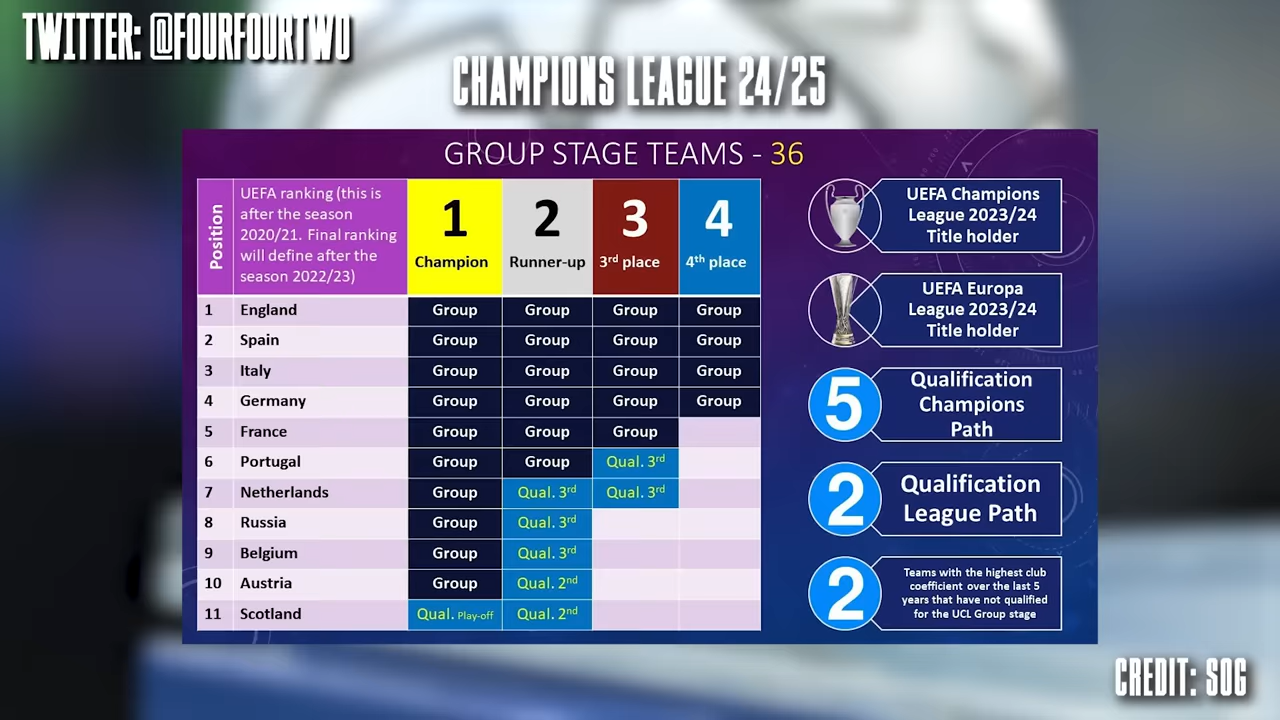 TWITTER: @FOURFOURTWO
CHAMPIONS LEAGUE 24/25
GROUP STAGE TEAMS - 36
Position
UEFA ranking (this is
after the season
2020/21. Final ranking
will define after the
season 2022/23)
1
Champion
2
Runner-up
3
3rd place
4
4th place
1 England Group Group Group Group
2 Spain Group Group Group Group
3 Italy Group Group Group Group
4 Germany Group Group Group Group
5 France Group Group Group
6 Portugal Group Group Qual. 3rd
7 Netherlands Group Qual. 3rd Qual. 3rd
8 Russia Group Qual. 3rd
9 Belgium Group Qual. 3rd
10 Austria Group Qual. 2nd
11 Scotland Qual. Play-off Qual. 2nd
UEFA Champions
League 2023/24
Title holder
UEFA Europa
League 2023/24
Title holder
5
Qualification
Champions
Path
2
Qualification
League Path
2
Teams with the highest club
coefficient over the last 5
years that have not qualified
for the UCL Group stage
CREDIT: SOG